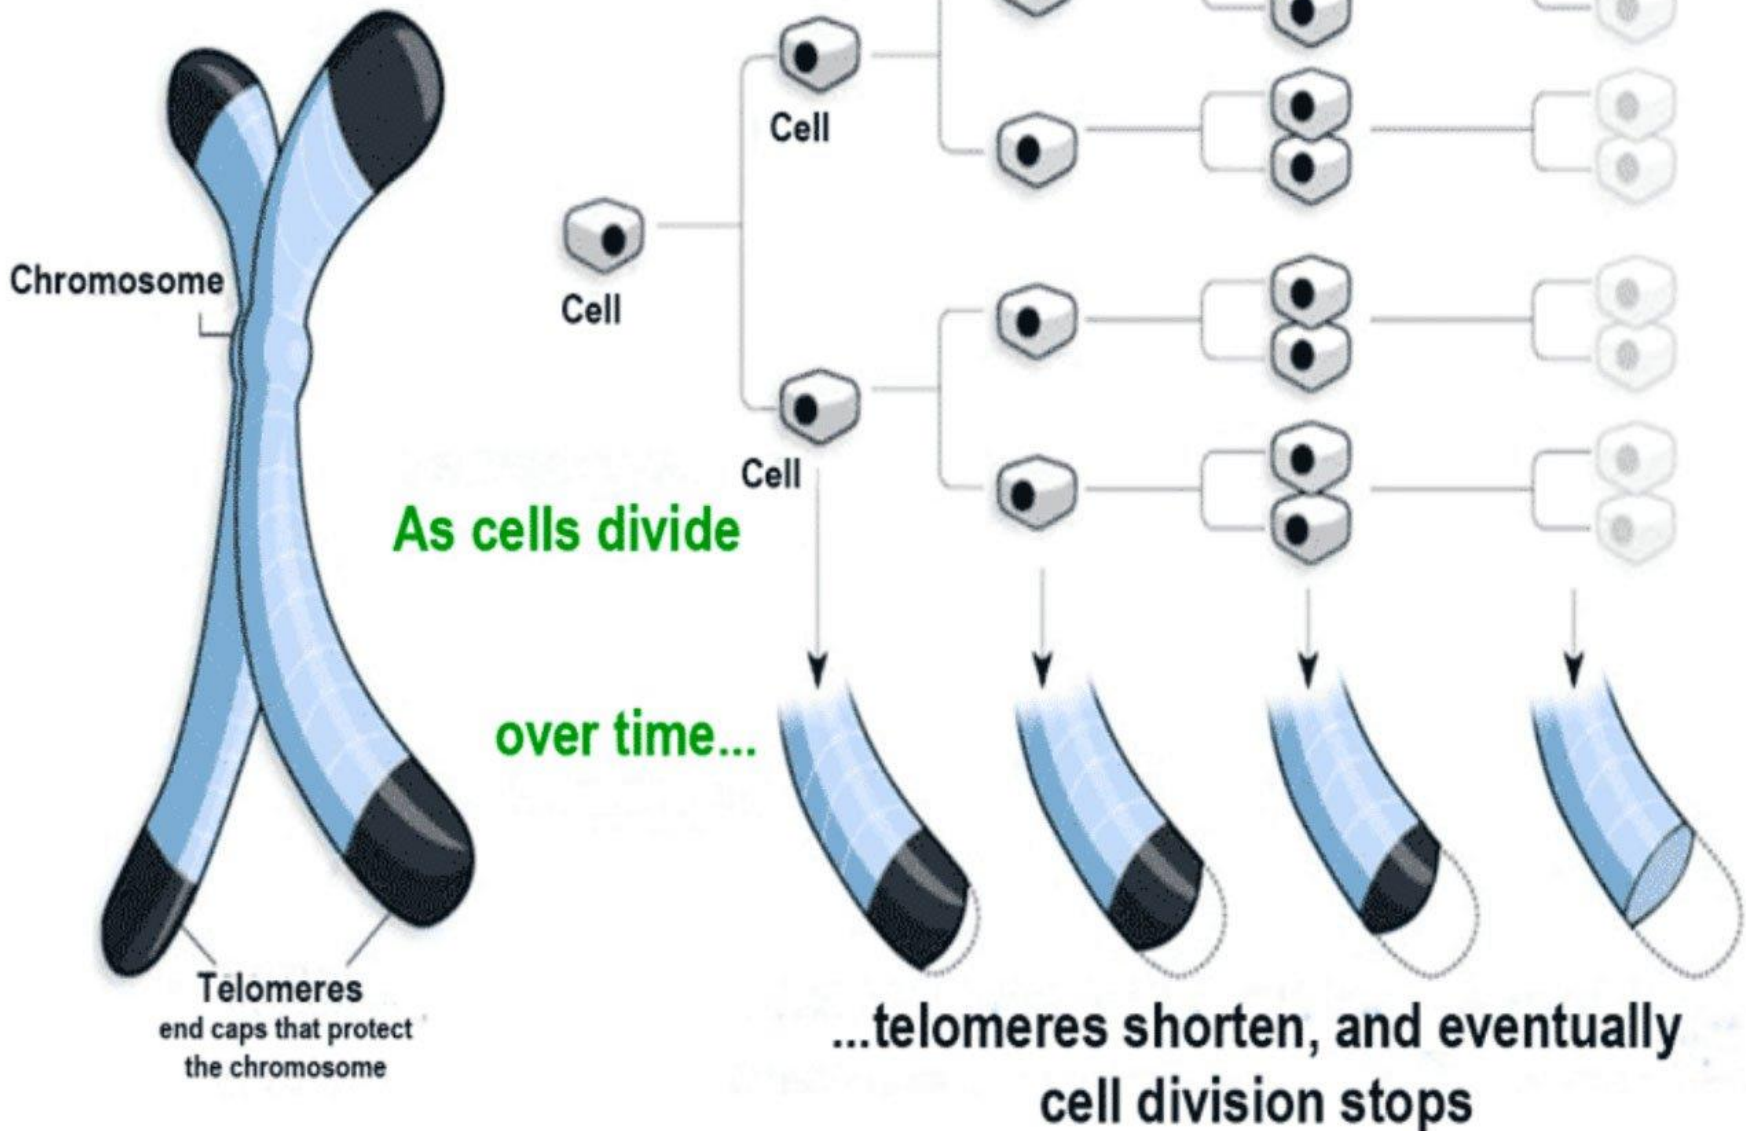 Cell
Cell
Chromosome
Cell
As cells divide
over time...
Telomeres
end caps that protect
the chromosome
...telomeres shorten, and eventually
cell division stops